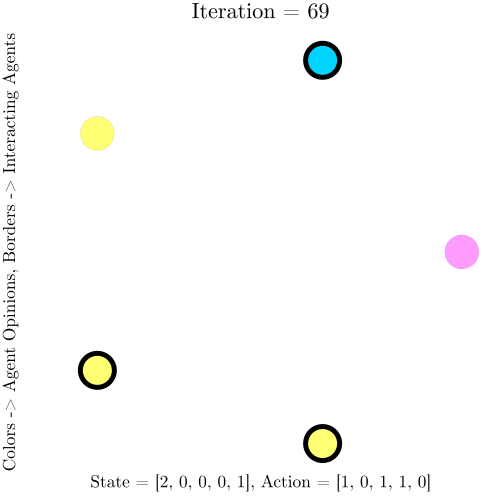 Iteration = 69
Colors -> Agent Opinions, Borders -> Interacting Agents
State = [2, 0, 0, 0, 1], Action = [1, 0, 1, 1, 0]